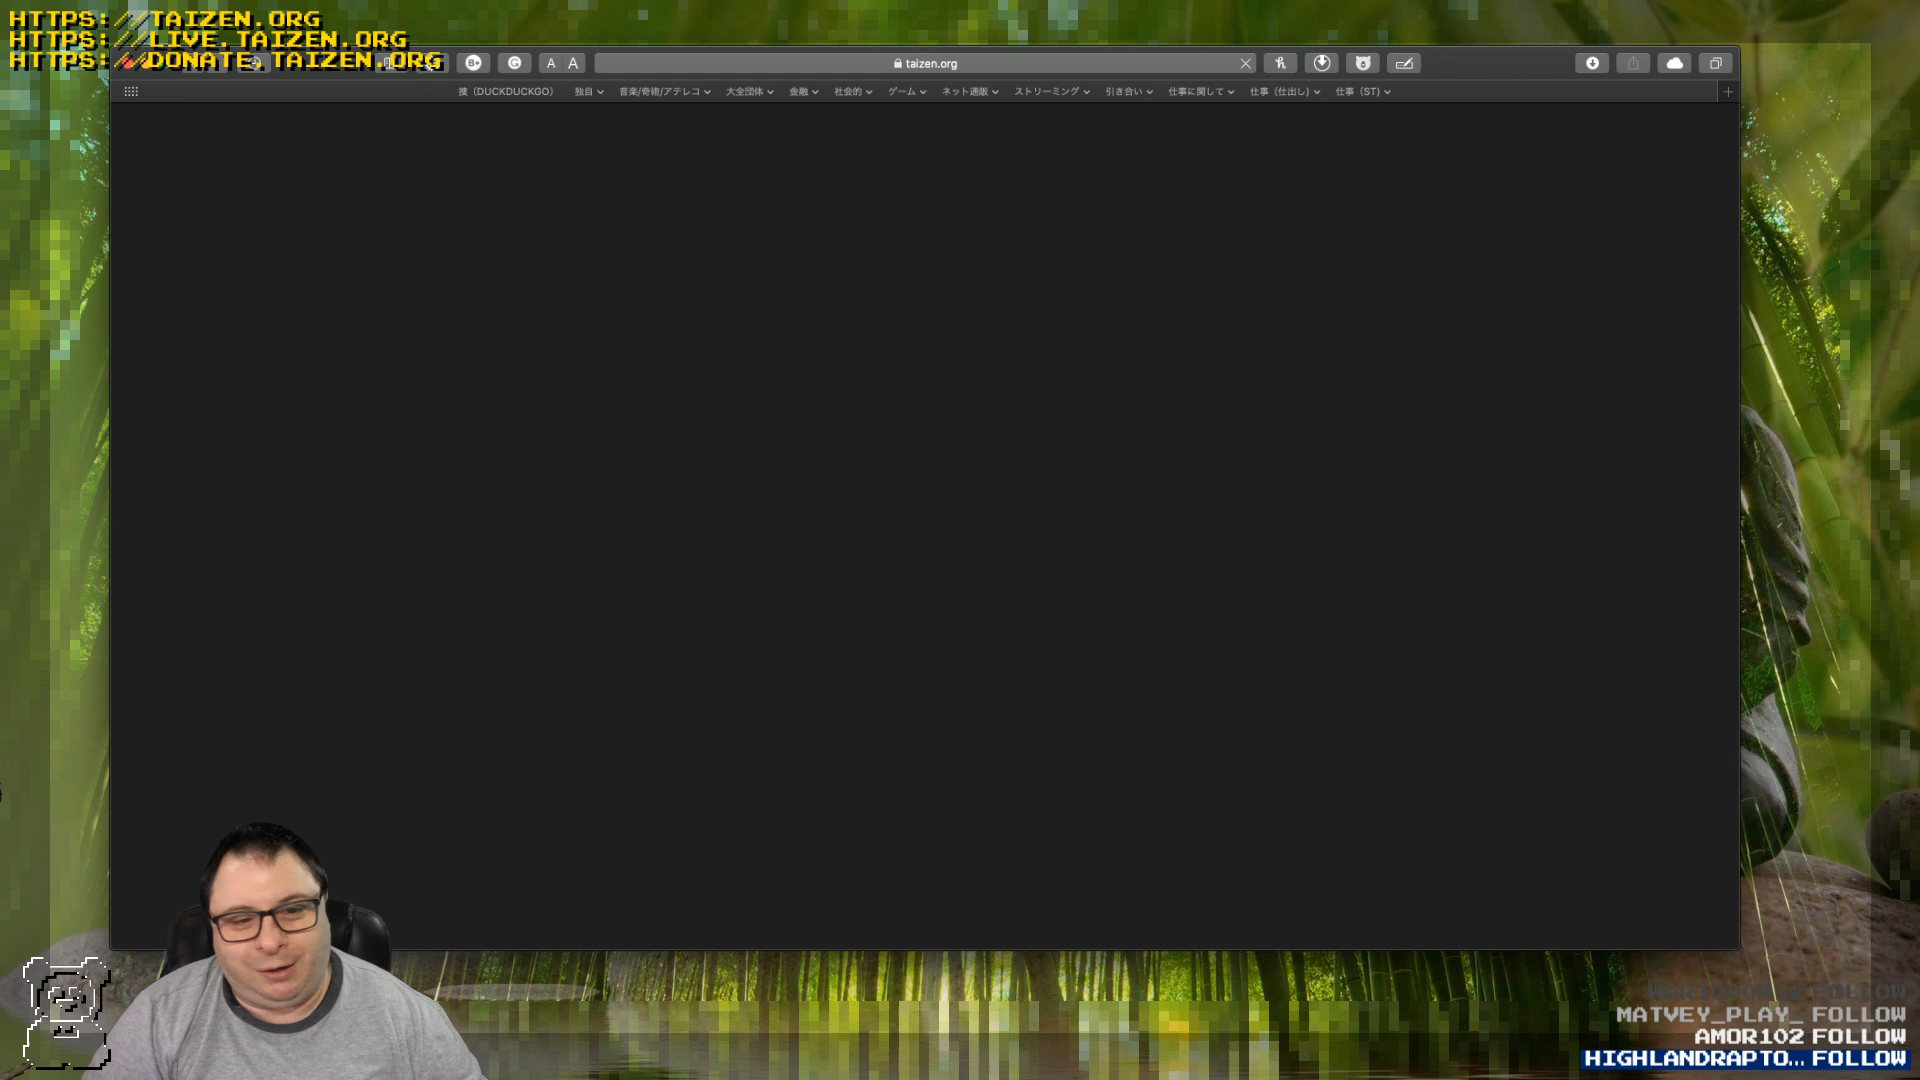 HTTPS://TAIZEN.ORG
HTTPS://LIVE.TAIZEN.ORG
HTTPS://DONATE.TAIZEN.ORG
B+
A A
taizen.org
捜（DUCKDUCKGO） 独自 音楽/奇術/アテレコ 大全団体 金融 社会的 ゲーム ネット通販 ストリーミング 引き合い 仕事に関して 仕事（仕出し） 仕事（ST）
FOLLOW
MATVEY_PLAY_ FOLLOW
AMOR102 FOLLOW
HIGHLANDRAPTO... FOLLOW